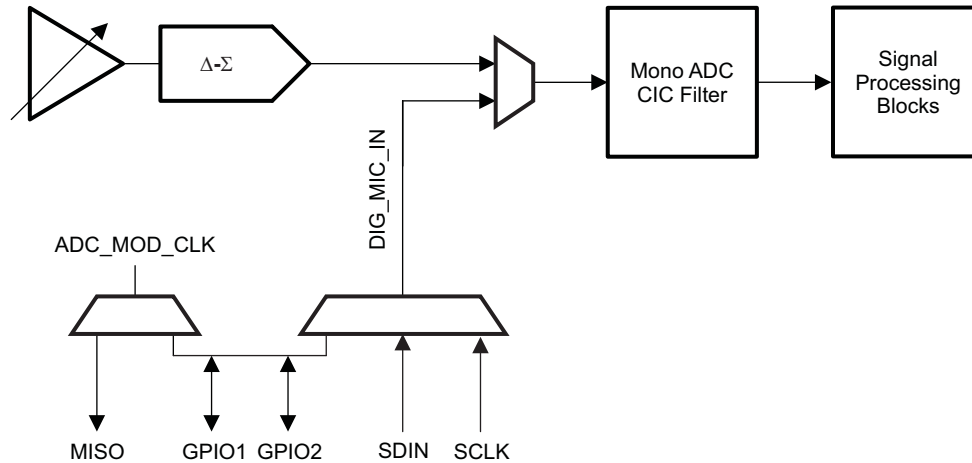 Δ-Σ
Mono ADC
CIC Filter
Signal
Processing
Blocks
DIG_MIC_IN
ADC_MOD_CLK
MISO
GPIO1
GPIO2
SDIN
SCLK